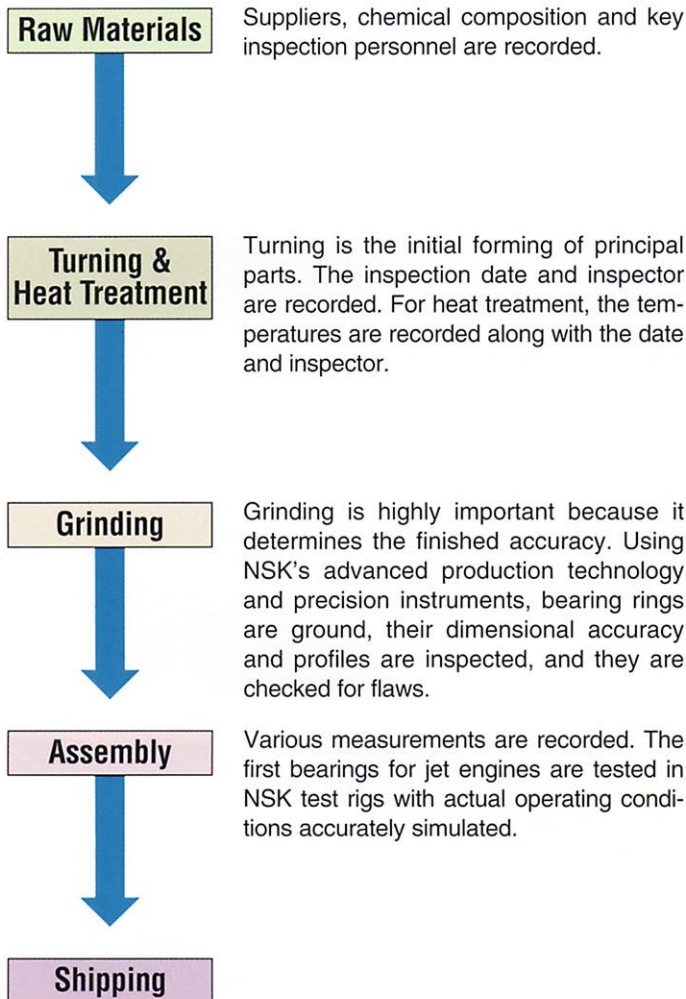 Raw Materials
Suppliers, chemical composition and key
inspection personnel are recorded.
Turning &
Heat Treatment
Turning is the initial forming of principal
parts. The inspection date and inspector
are recorded. For heat treatment, the tem-
peratures are recorded along with the date
and inspector.
Grinding
Grinding is highly important because it
determines the finished accuracy. Using
NSK's advanced production technology
and precision instruments, bearing rings
are ground, their dimensional accuracy
and profiles are inspected, and they are
checked for flaws.
Assembly
Various measurements are recorded. The
first bearings for jet engines are tested in
NSK test rigs with actual operating condi-
tions accurately simulated.
Shipping